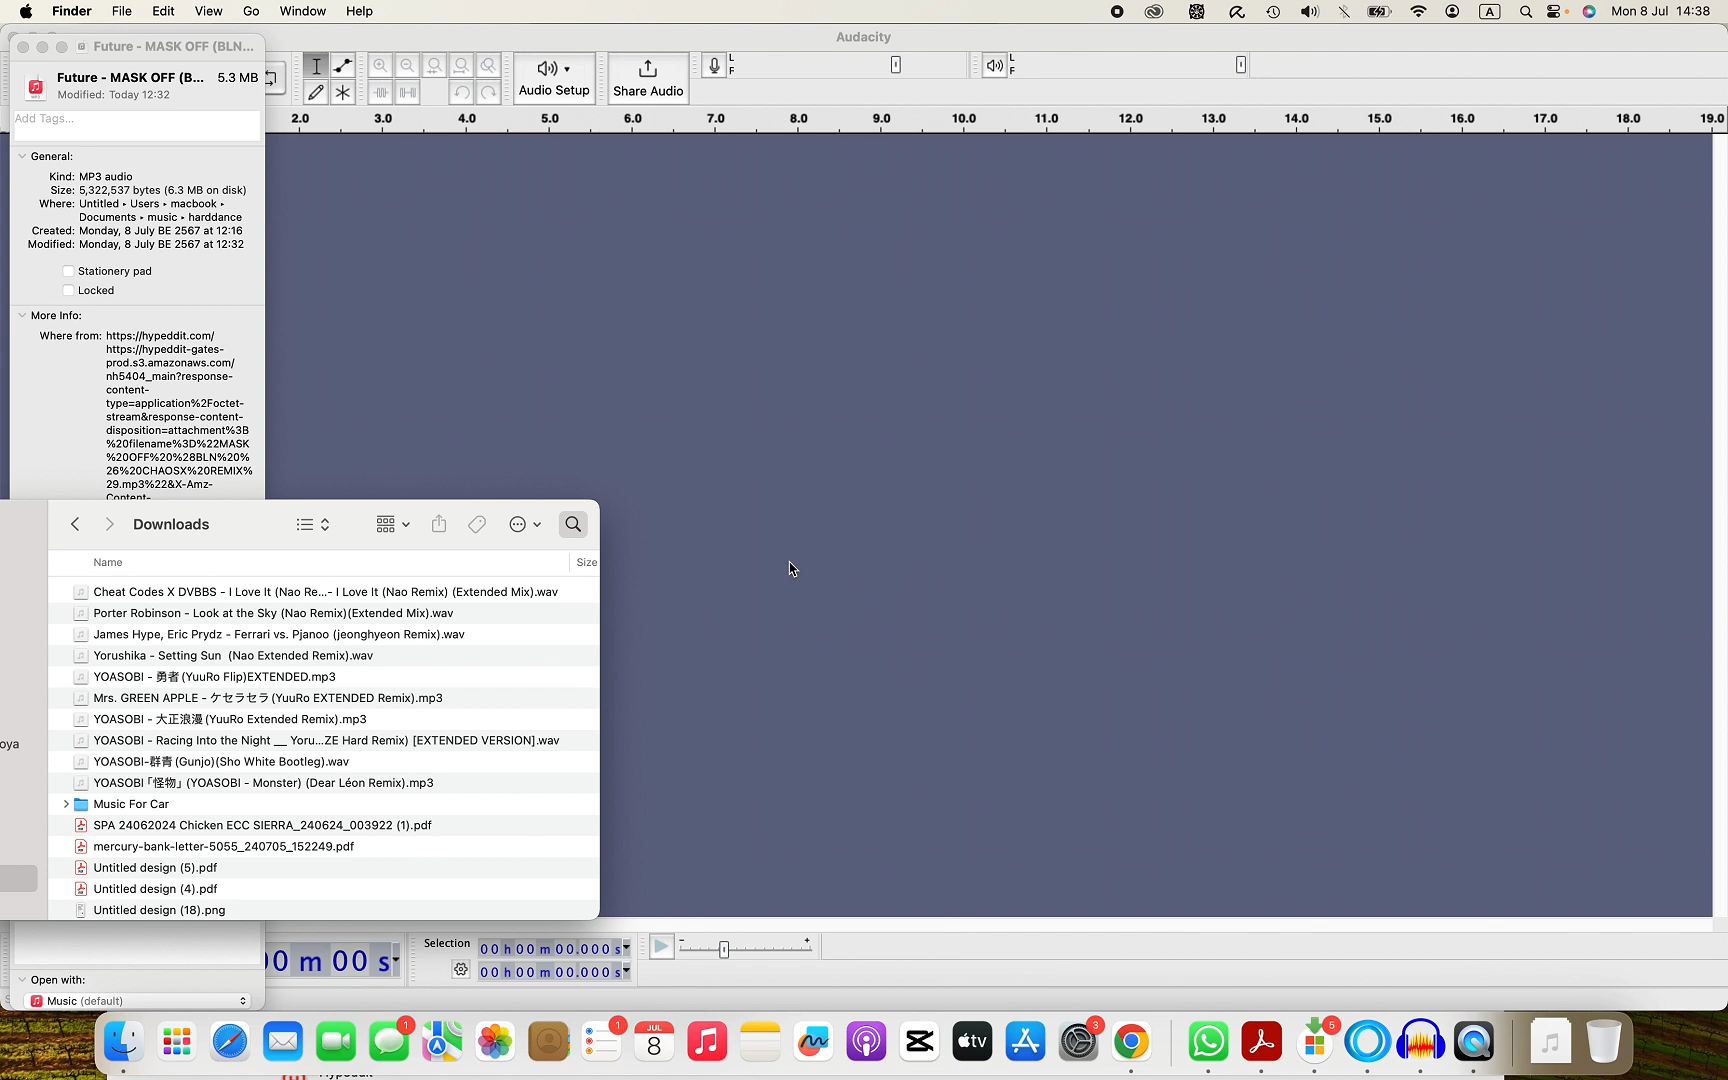 Finder File Edit View Go Window Help
A Mon 8 Jul 14:38
Audacity
Future - MASK OFF (BLN...
Future - MASK OFF (B... 5.3 MB
Modified: Today 12:32
Add Tags...
General:
Kind: MP3 audio
Size: 5,322,537 bytes (6.3 MB on disk)
Where: Untitled ▸ Users ▸ macbook ▸
Documents ▸ music ▸ harddance
Created: Monday, 8 July BE 2567 at 12:16
Modified: Monday, 8 July BE 2567 at 12:32
Stationery pad
Locked
More Info:
Where from: https://hypeddit.com/
https://hypeddit-gates-
prod.s3.amazonaws.com/
nh5404_main?response-
content-
type=application%2Foctet-
stream&response-content-
disposition=attachment%3B
%20filename%3D%22MASK
%20OFF%20%28BLN%20%
26%20CHAOSX%20REMIX%
29.mp3%22&X-Amz-
Content-
Audio Setup
Share Audio
L
F
L
F
2.0 3.0 4.0 5.0 6.0 7.0 8.0 9.0 10.0 11.0 12.0 13.0 14.0 15.0 16.0 17.0 18.0 19.0
Downloads
Name Size
Cheat Codes X DVBBS - I Love It (Nao Re...- I Love It (Nao Remix) (Extended Mix).wav
Porter Robinson - Look at the Sky (Nao Remix)(Extended Mix).wav
James Hype, Eric Prydz - Ferrari vs. Pjanoo (jeonghyeon Remix).wav
Yorushika - Setting Sun (Nao Extended Remix).wav
YOASOBI - 勇者 (YuuRo Flip)EXTENDED.mp3
Mrs. GREEN APPLE - ケセラセラ (YuuRo EXTENDED Remix).mp3
YOASOBI - 大正浪漫 (YuuRo Extended Remix).mp3
YOASOBI - Racing Into the Night __ Yoru...ZE Hard Remix) [EXTENDED VERSION].wav
YOASOBI-群青 (Gunjo)(Sho White Bootleg).wav
YOASOBI「怪物」(YOASOBI - Monster) (Dear Léon Remix).mp3
Music For Car
SPA 24062024 Chicken ECC SIERRA_240624_003922 (1).pdf
mercury-bank-letter-5055_240705_152249.pdf
Untitled design (5).pdf
Untitled design (4).pdf
Untitled design (18).png
oya
0 m 00 s
Selection
00 h 00 m 00.000 s
00 h 00 m 00.000 s
Open with:
Music (default)
1
1
JUL
8
tv
3
5